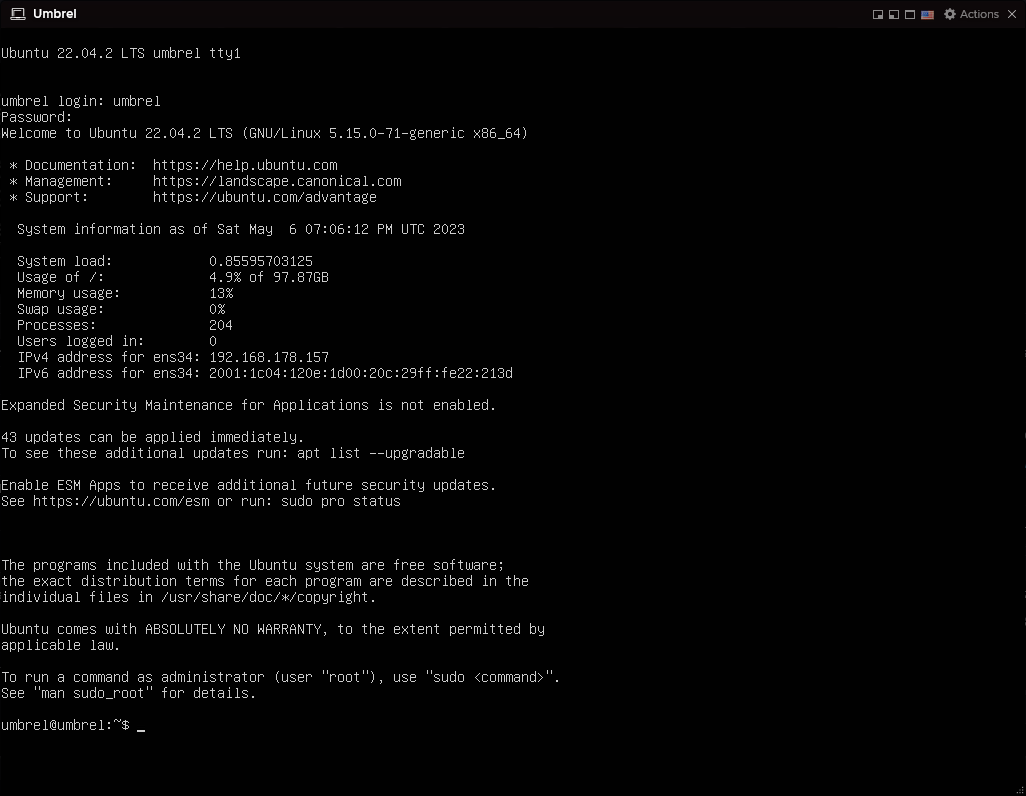 Umbrel
Actions
Ubuntu 22.04.2 LTS umbrel tty1
umbrel login: umbrel
Password:
Welcome to Ubuntu 22.04.2 LTS (GNU/Linux 5.15.0-71-generic x86_64)
* Documentation:  https://help.ubuntu.com
* Management:     https://landscape.canonical.com
* Support:        https://ubuntu.com/advantage
System information as of Sat May  6 07:06:12 PM UTC 2023
System load:            0.85595703125
Usage of /:             4.9% of 97.87GB
Memory usage:           13%
Swap usage:             0%
Processes:              204
Users logged in:        0
IPv4 address for ens34: 192.168.178.157
IPv6 address for ens34: 2001:1c04:120e:1d00:20c:29ff:fe22:213d
Expanded Security Maintenance for Applications is not enabled.
43 updates can be applied immediately.
To see these additional updates run: apt list --upgradable
Enable ESM Apps to receive additional future security updates.
See https://ubuntu.com/esm or run: sudo pro status
The programs included with the Ubuntu system are free software;
the exact distribution terms for each program are described in the
individual files in /usr/share/doc/*/copyright.
Ubuntu comes with ABSOLUTELY NO WARRANTY, to the extent permitted by
applicable law.
To run a command as administrator (user "root"), use "sudo <command>".
See "man sudo_root" for details.
umbrel@umbrel:~$ _